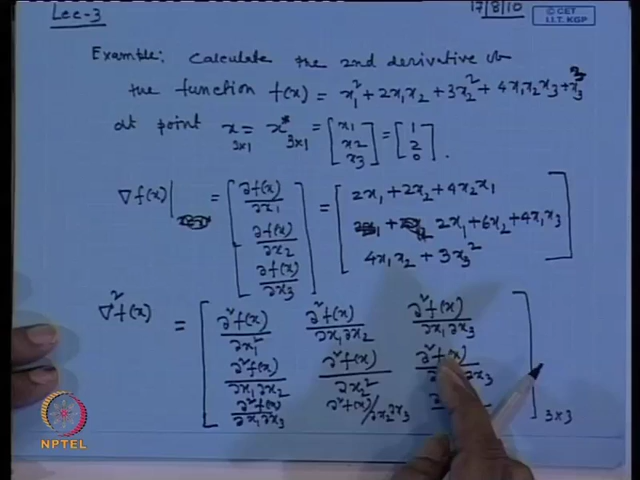 Lec-3
17/8/10
© CET
I.I.T. KGP
Example: Calculate the 2nd derivative of
the function f(x) = x₁² + 2x₁x₂ + 3x₂² + 4x₁x₂x₃ + x₃³
at point x = x* = [x₁ x₂ x₃] = [1 2 0].
3x1 3x1
∇f(x)| = [∂f(x)/∂x₁ ∂f(x)/∂x₂ ∂f(x)/∂x₃] = [2x₁ + 2x₂ + 4x₂x₁
2x₁ + 6x₂ + 4x₁x₃
4x₁x₂ + 3x₃²]
∇²f(x) = [∂²f(x)/∂x₁² ∂²f(x)/∂x₁∂x₂ ∂²f(x)/∂x₁∂x₃
∂²f(x)/∂x₁∂x₂ ∂²f(x)/∂x₂² ∂²f(x)/
∂²f(x)/∂x₁∂x₃ ∂²f(x)/∂x₂∂x₃ ] 3x3
NPTEL